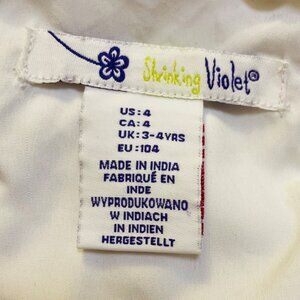 Shrinking Violet®
US: 4
CA: 4
UK: 3-4YRS
EU: 104
MADE IN INDIA
FABRIQUÉ EN
INDE
WYPRODUKOWANO
W INDIACH
IN INDIEN
HERGESTELLT